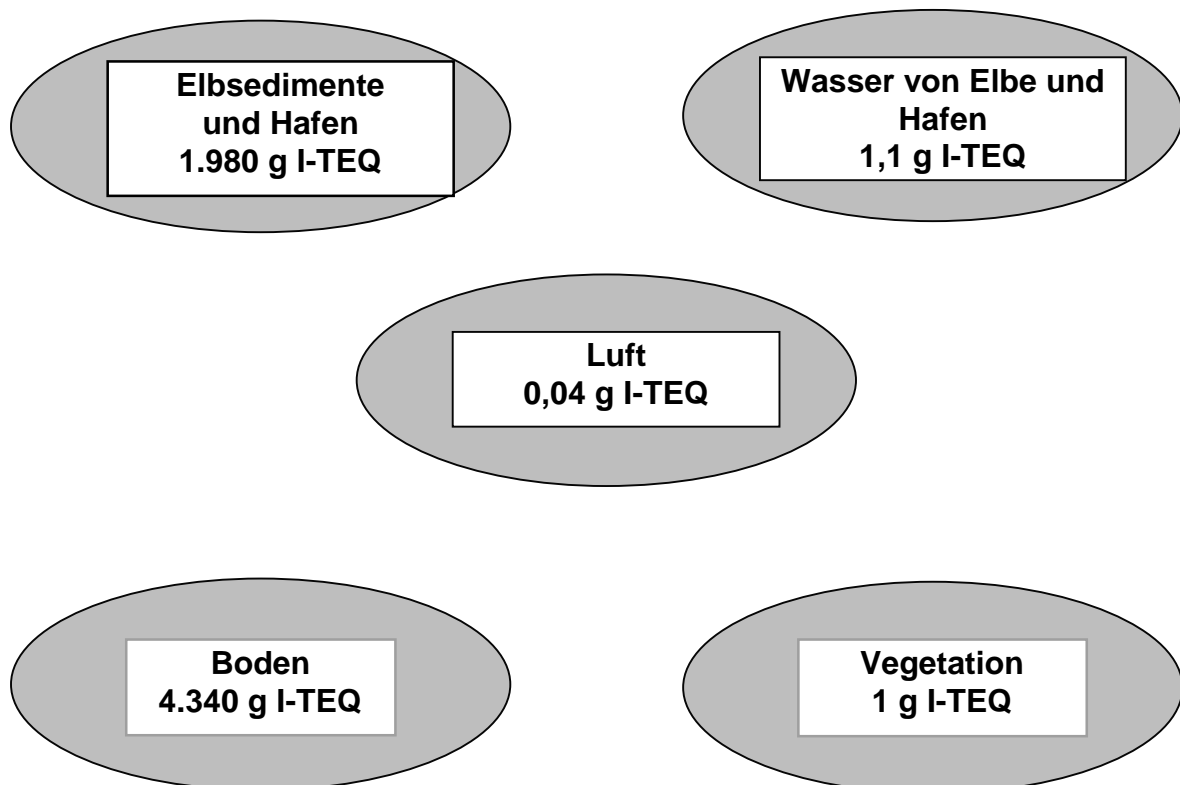 Elbsedimente
und Hafen
1.980 g I-TEQ
Wasser von Elbe und
Hafen
1,1 g I-TEQ
Luft
0,04 g I-TEQ
Boden
4.340 g I-TEQ
Vegetation
1 g I-TEQ